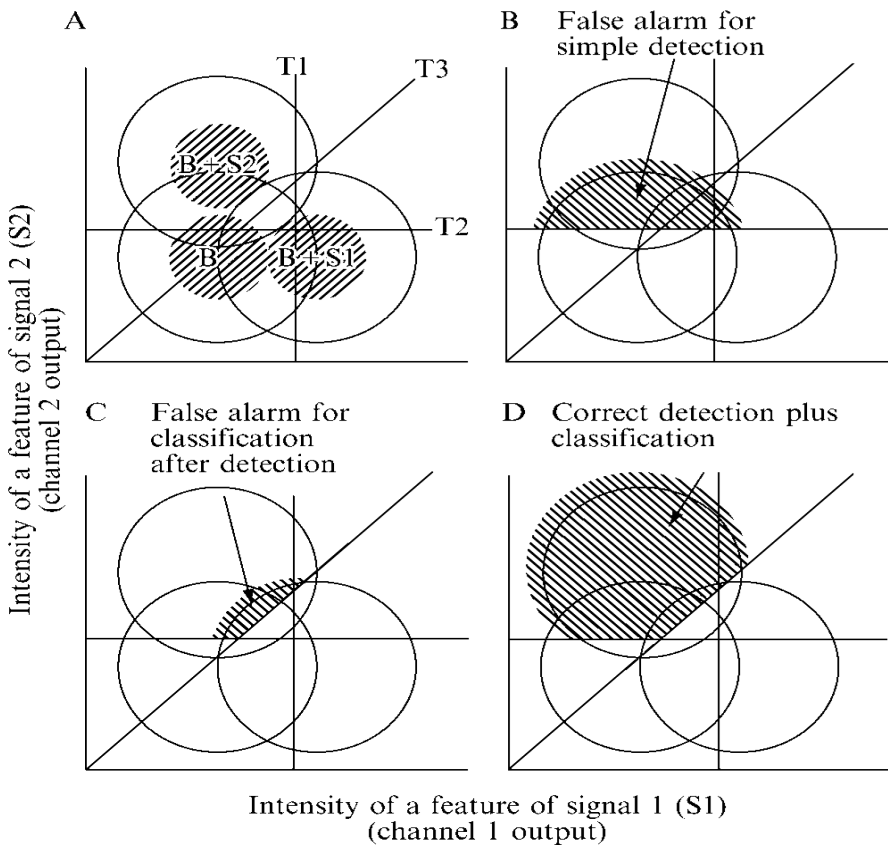 A
T1
T3
B + S2
T2
B
B + S1
B
False alarm for
simple detection
C
False alarm for
classification
after detection
D
Correct detection plus
classification
Intensity of a feature of signal 2 (S2)
(channel 2 output)
Intensity of a feature of signal 1 (S1)
(channel 1 output)